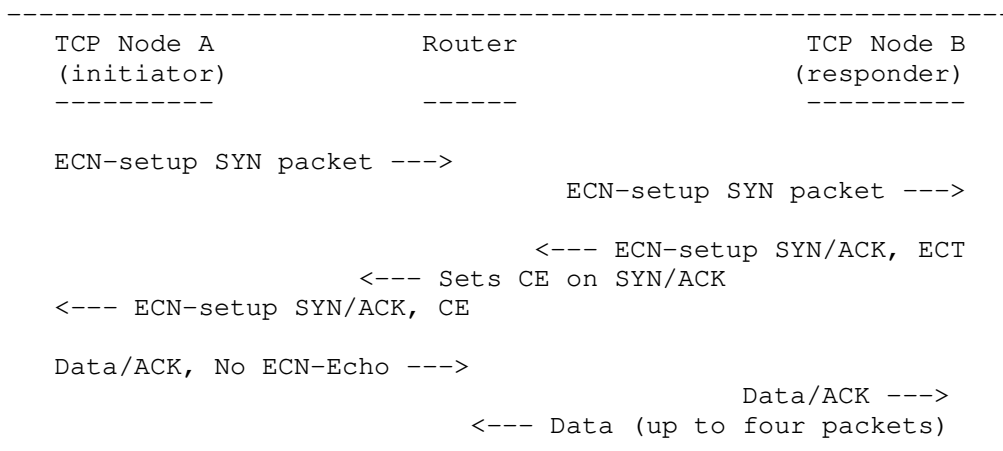 ---------------------------------------------------------------
TCP Node A             Router                  TCP Node B
(initiator)                                   (responder)
----------             ------                  ----------
ECN-setup SYN packet --->
ECN-setup SYN packet --->
<--- ECN-setup SYN/ACK, ECT
<--- Sets CE on SYN/ACK
<--- ECN-setup SYN/ACK, CE
Data/ACK, No ECN-Echo --->
Data/ACK --->
<--- Data (up to four packets)